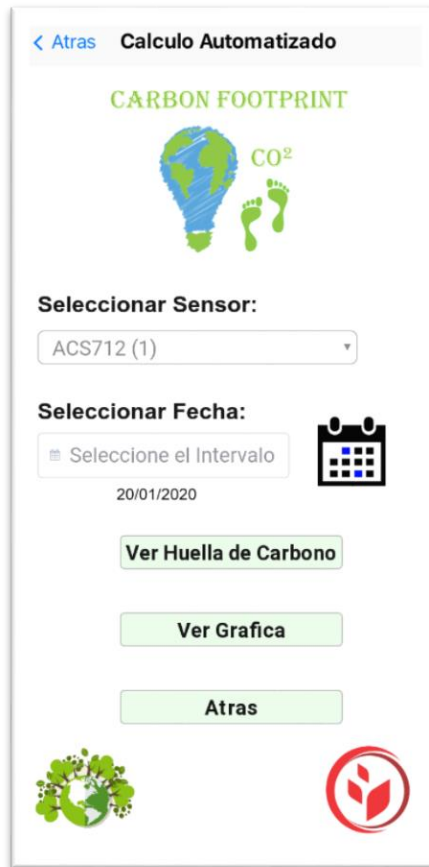 Atras Calculo Automatizado
CARBON FOOTPRINT
CO²
Seleccionar Sensor:
ACS712 (1)
Seleccionar Fecha:
Seleccione el Intervalo
20/01/2020
Ver Huella de Carbono
Ver Grafica
Atras